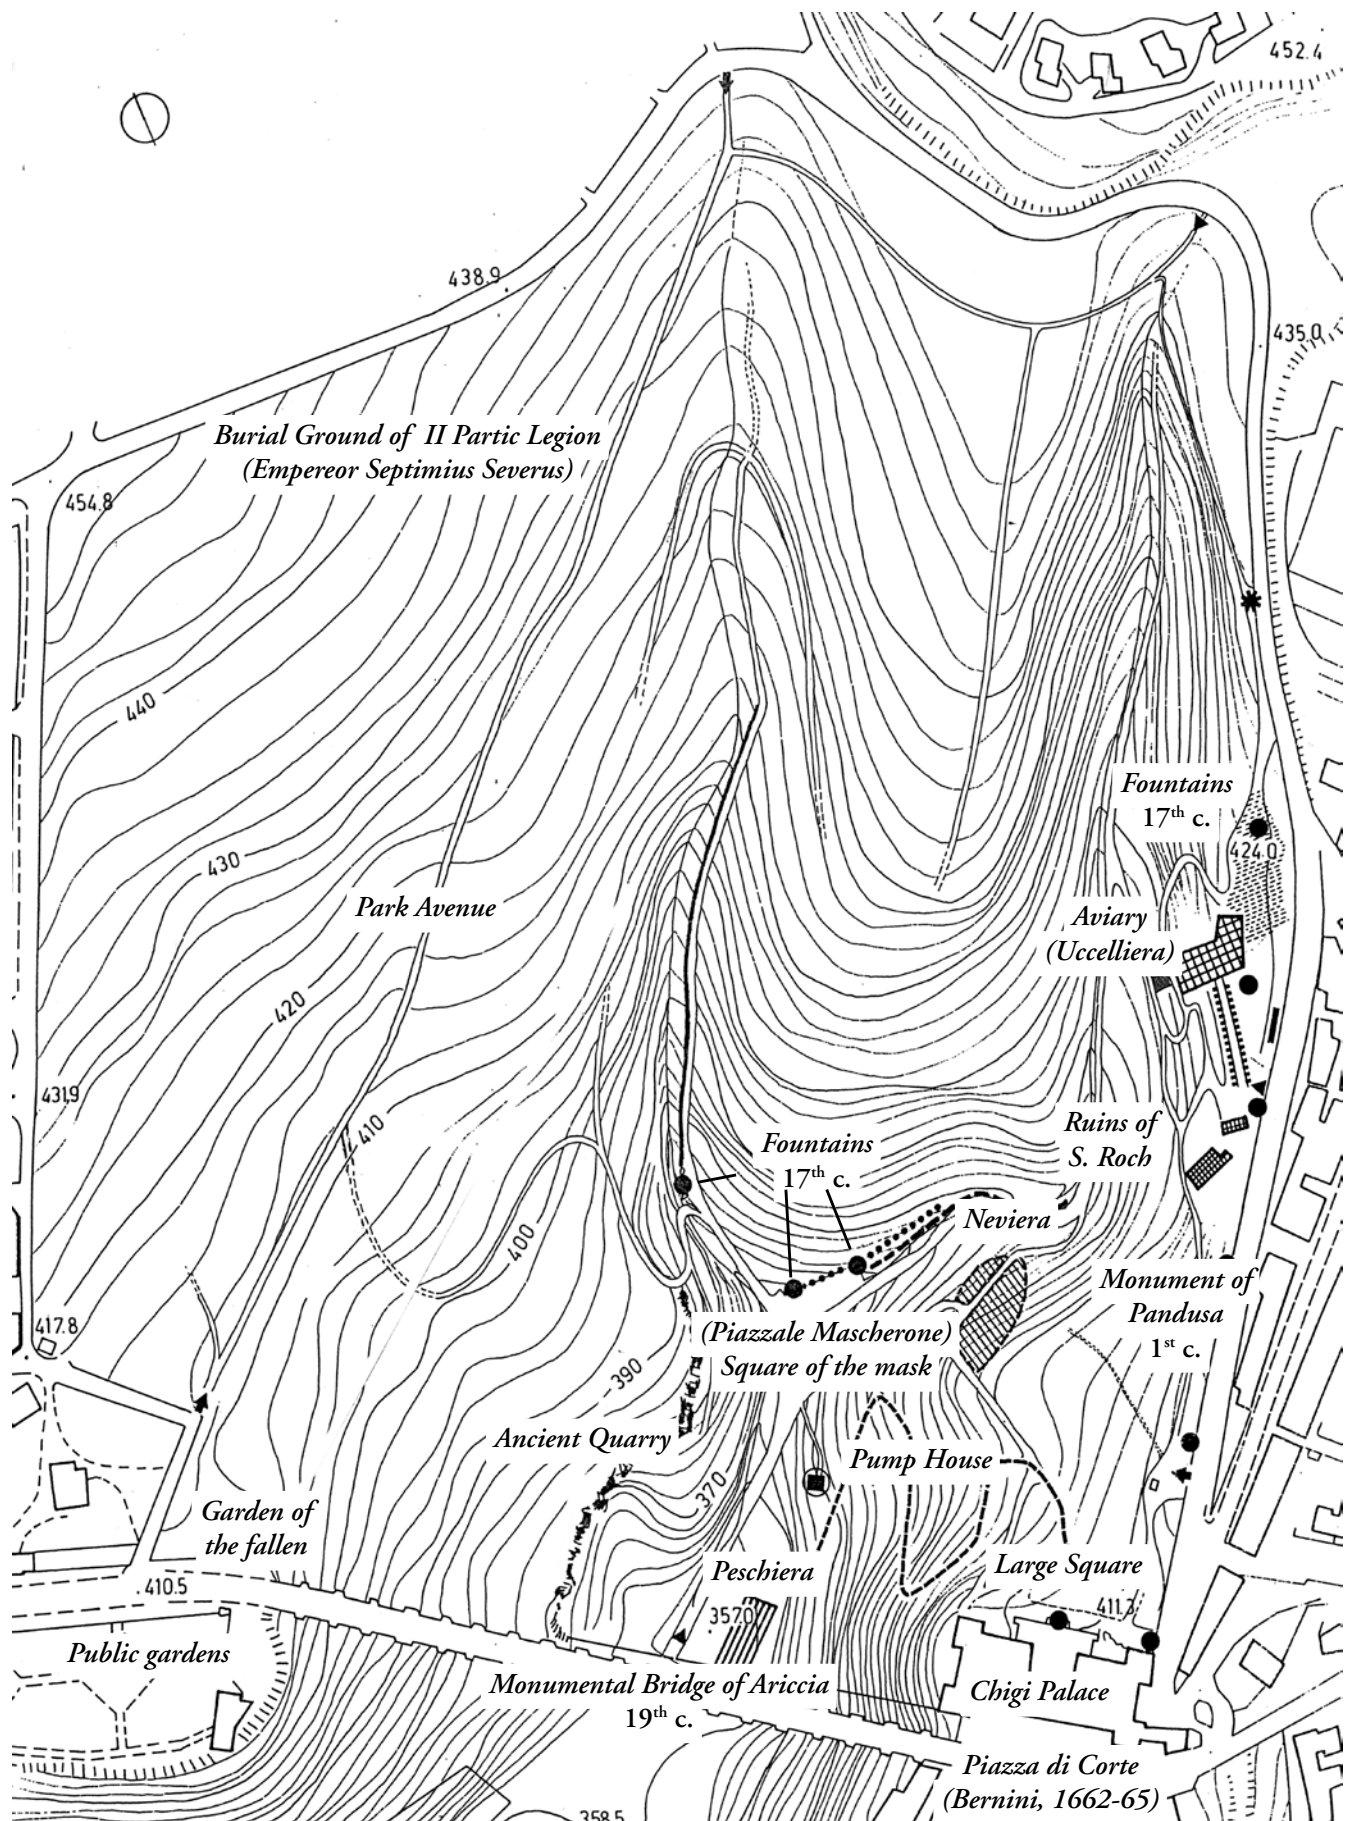 452.4
438.9
435.0
Burial Ground of II Partic Legion
(Empereor Septimius Severus)
454.8
440
Fountains
17th c.
424.0
430
Park Avenue
Aviary
(Uccelliera)
420
431.9
410
Ruins of
S. Roch
Fountains
17th c.
Neviera
400
Monument of
Pandusa
1st c.
417.8
(Piazzale Mascherone)
Square of the mask
390
Ancient Quarry
Pump House
370
Garden of
the fallen
Peschiera
Large Square
410.5
357.0
411.3
Public gardens
Monumental Bridge of Ariccia
19th c.
Chigi Palace
Piazza di Corte
(Bernini, 1662-65)
358.5